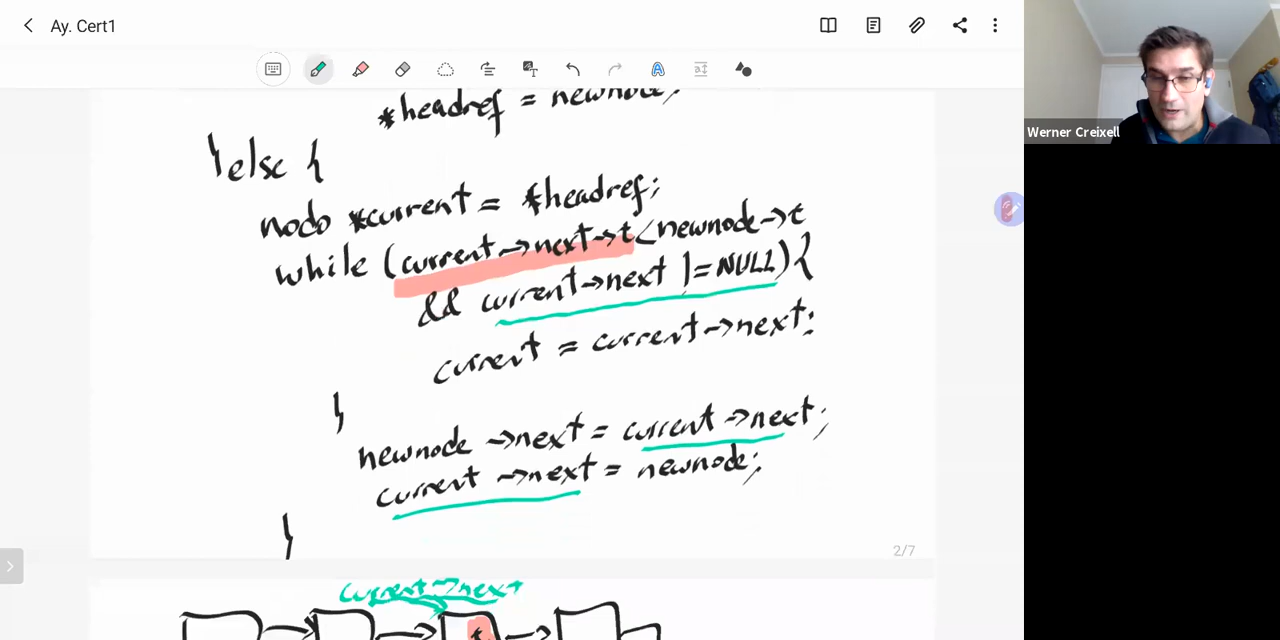 Ay. Cert1
Werner Creixell
*headref = newnode;
}else {
nodo *current = *headref;
while (current->next->t<newnode->t
&& current->next != NULL){
current = current->next;
}
newnode->next = current->next;
current->next = newnode;
}
2/7
current->next
t